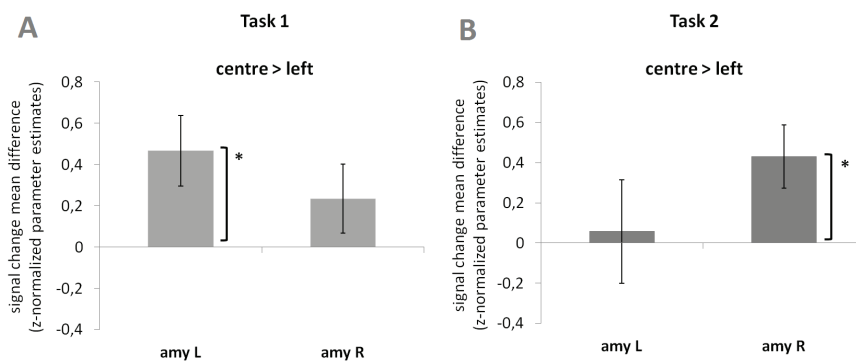 A
Task 1
centre > left
signal change mean difference
(z-normalized parameter estimates)
0,8
0,6
0,4
0,2
0
-0,2
-0,4
*
amy L
amy R
B
Task 2
centre > left
signal change mean difference
(z-normalized parameter estimates)
0,8
0,6
0,4
0,2
0
-0,2
-0,4
*
amy L
amy R